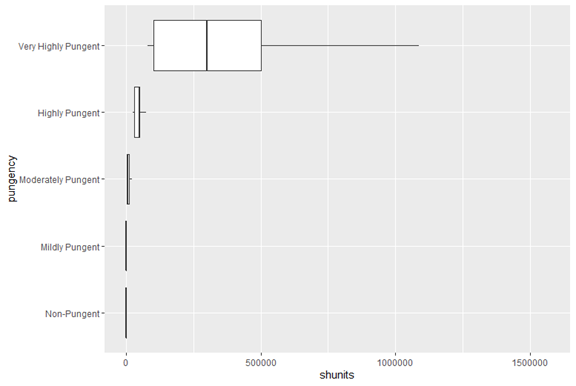 Very Highly Pungent
Highly Pungent
Moderately Pungent
Mildly Pungent
Non-Pungent
pungency
0
500000
1000000
1500000
shunits